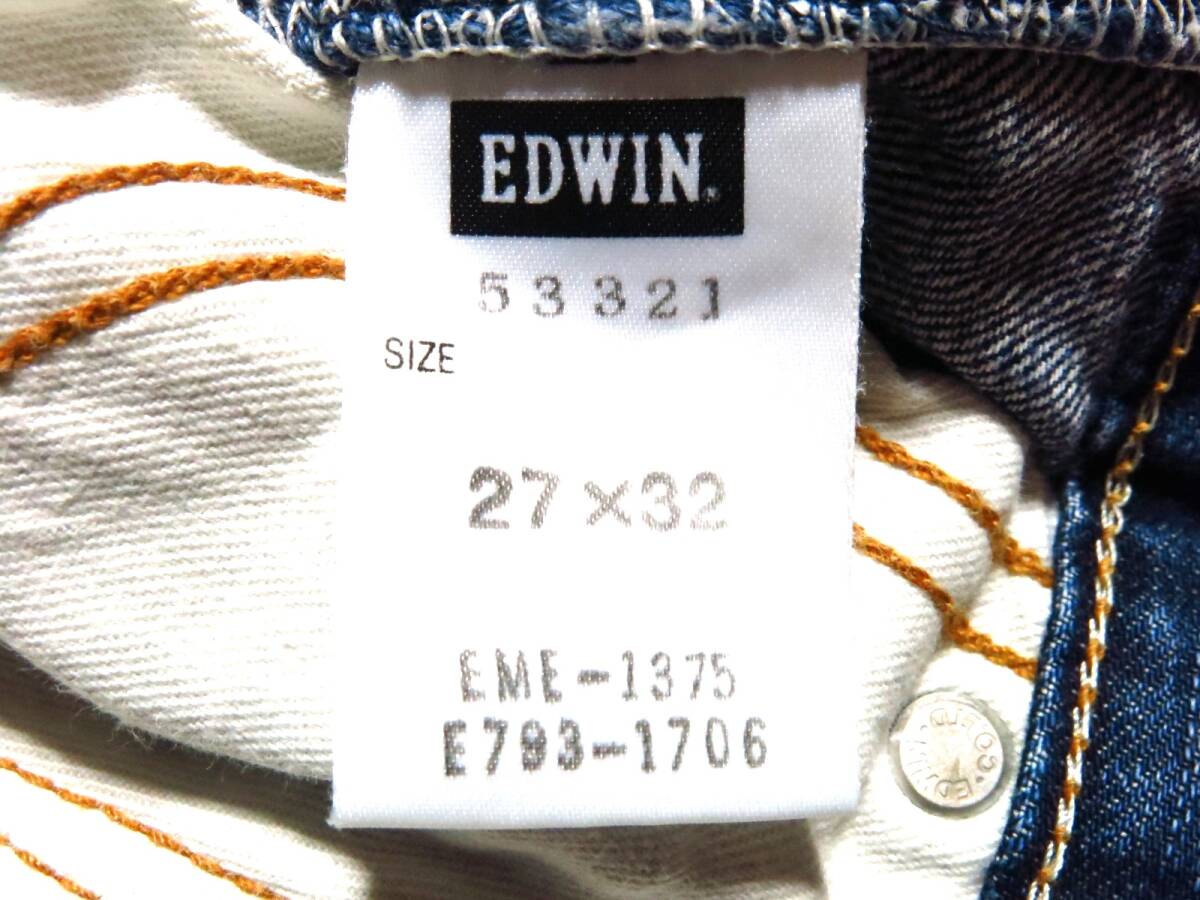 EDWIN
53321
SIZE
27×32
EME-1375
E793-1706